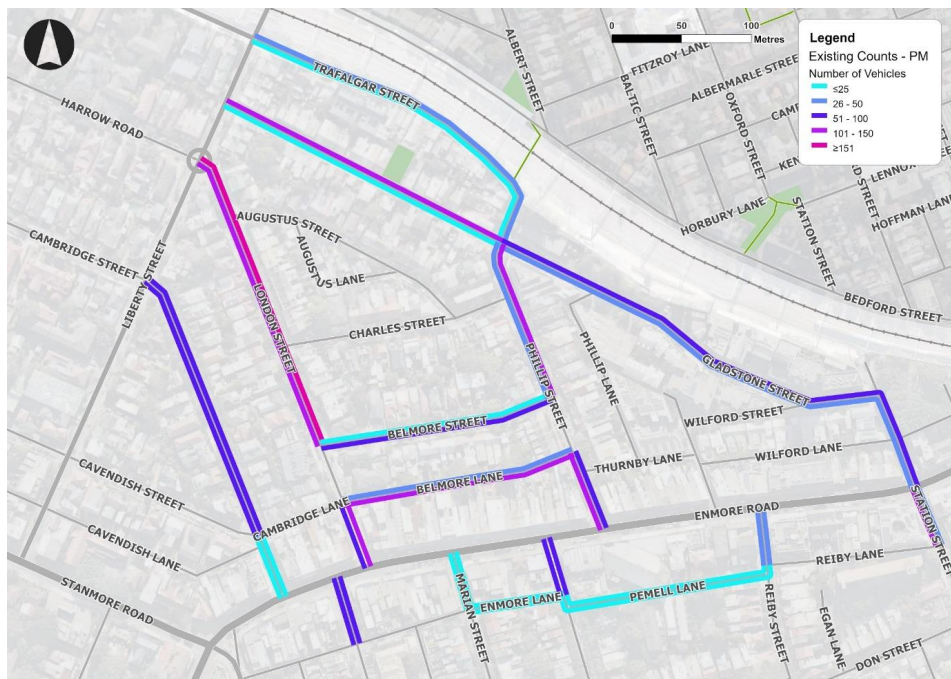 0 50 100
Metres
Legend
Existing Counts - PM
Number of Vehicles
≤25
26 - 50
51 - 100
101 - 150
≥151
TRAFALGAR STREET
ALBERT STREET
FITZROY LANE
BALTIC STREET
ALBERMARLE STREET
OXFORD STREET
HARROW ROAD
HORBURY LANE
STATION STREET
LENNOX
HOFFMAN LANE
AUGUSTUS STREET
AUGUSTUS LANE
CAMBRIDGE STREET
LIBERTY STREET
BEDFORD STREET
LONDON STREET
CHARLES STREET
PHILLIP STREET
PHILLIP LANE
GLADSTONE STREET
WILFORD STREET
BELMORE STREET
WILFORD LANE
THURNBY LANE
BELMORE LANE
CAVENDISH STREET
CAMBRIDGE LANE
ENMORE ROAD
STATION STREET
CAVENDISH LANE
REIBY LANE
STANMORE ROAD
MARIAN STREET
ENMORE LANE
PEMELL LANE
REIBY STREET
EGAN LANE
DON STREET